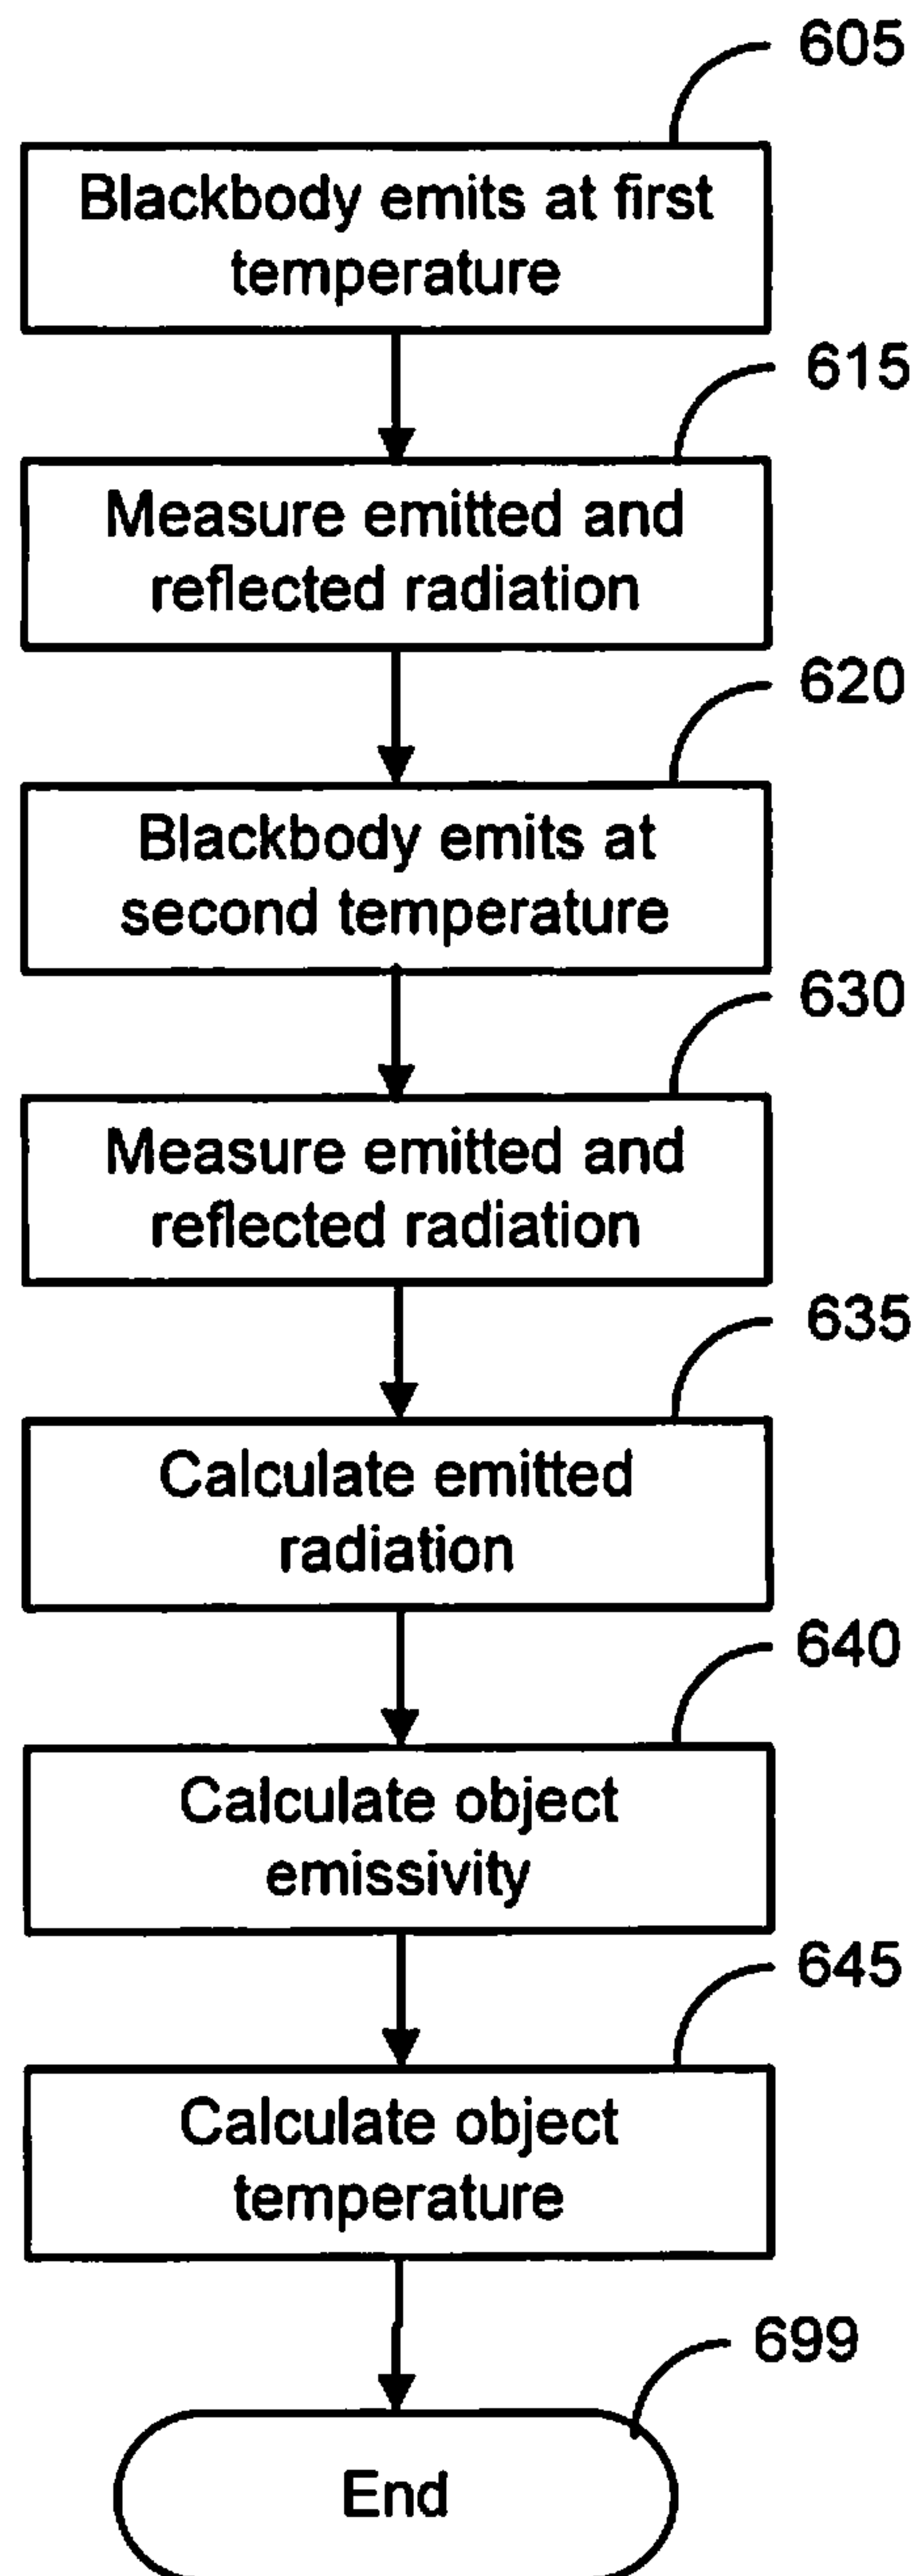 605
Blackbody emits at first
temperature
615
Measure emitted and
reflected radiation
620
Blackbody emits at
second temperature
630
Measure emitted and
reflected radiation
635
Calculate emitted
radiation
640
Calculate object
emissivity
645
Calculate object
temperature
699
End